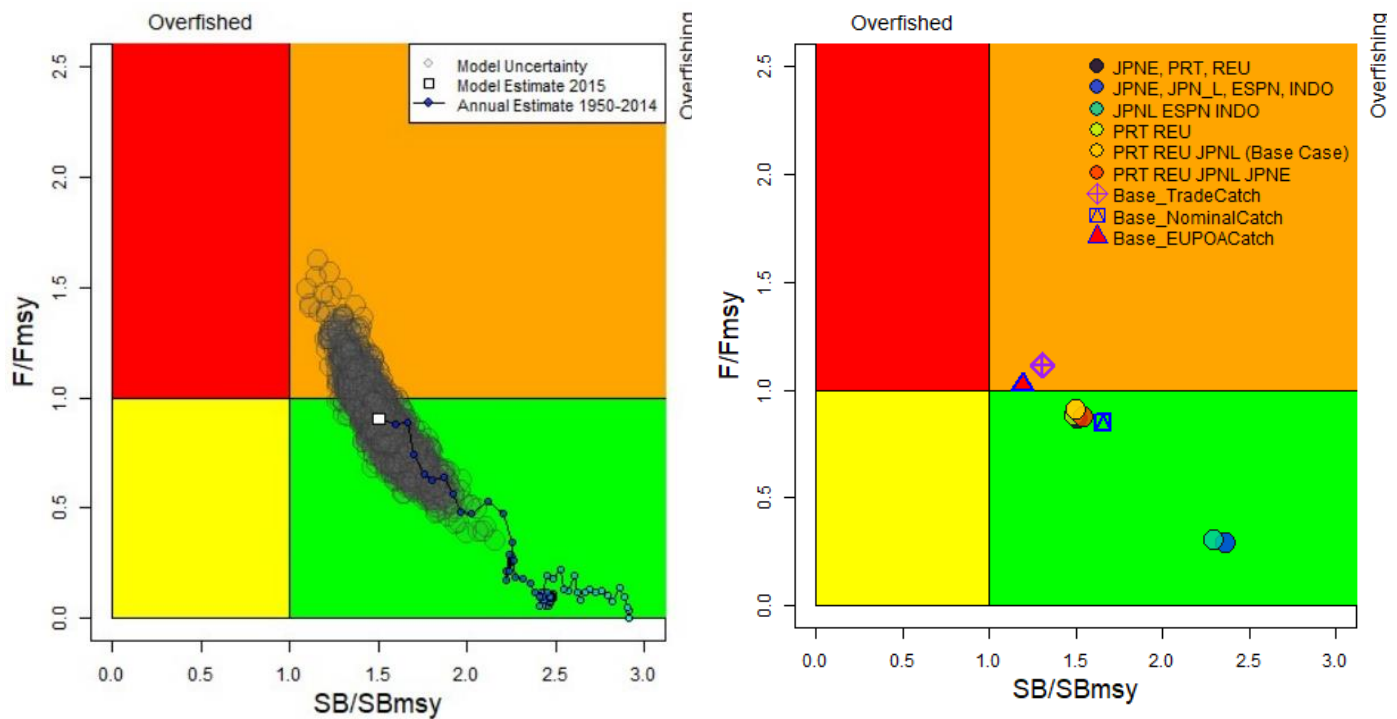 Overfished
Overfishing
Model Uncertainty
Model Estimate 2015
Annual Estimate 1950-2014
2.5
2.0
1.5
1.0
0.5
0.0
F/Fmsy
0.0 0.5 1.0 1.5 2.0 2.5 3.0
SB/SBmsy
Overfished
Overfishing
JPNE, PRT, REU
JPNE, JPN_L, ESPN, INDO
JPNL ESPN INDO
PRT REU
PRT REU JPNL (Base Case)
PRT REU JPNL JPNE
Base_TradeCatch
Base_NominalCatch
Base_EUPOACatch
2.5
2.0
1.5
1.0
0.5
0.0
F/Fmsy
0.0 0.5 1.0 1.5 2.0 2.5 3.0
SB/SBmsy